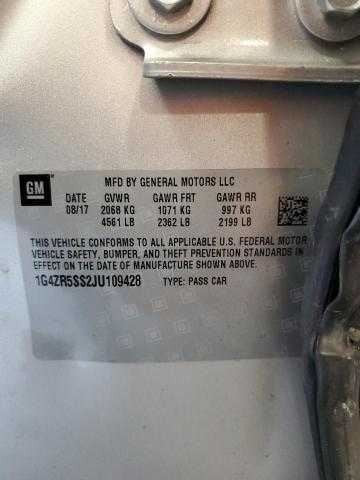 GM
MFD BY GENERAL MOTORS LLC
DATE GVWR GAWR FRT GAWR RR
08/17 2068 KG 1071 KG 997 KG
4561 LB 2362 LB 2199 LB
THIS VEHICLE CONFORMS TO ALL APPLICABLE U.S. FEDERAL MOTOR
VEHICLE SAFETY, BUMPER, AND THEFT PREVENTION STANDARDS IN
EFFECT ON THE DATE OF MANUFACTURE SHOWN ABOVE.
1G4ZR5SS2JU109428 TYPE: PASS CAR